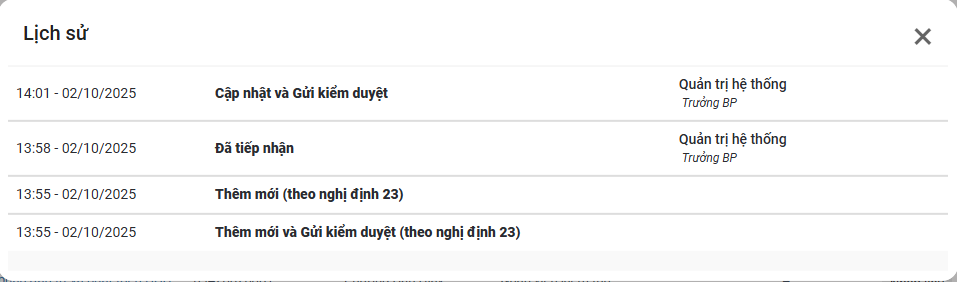 Lịch sử
14:01 - 02/10/2025 Cập nhật và Gửi kiểm duyệt Quản trị hệ thống
Trưởng BP
13:58 - 02/10/2025 Đã tiếp nhận Quản trị hệ thống
Trưởng BP
13:55 - 02/10/2025 Thêm mới (theo nghị định 23)
13:55 - 02/10/2025 Thêm mới và Gửi kiểm duyệt (theo nghị định 23)